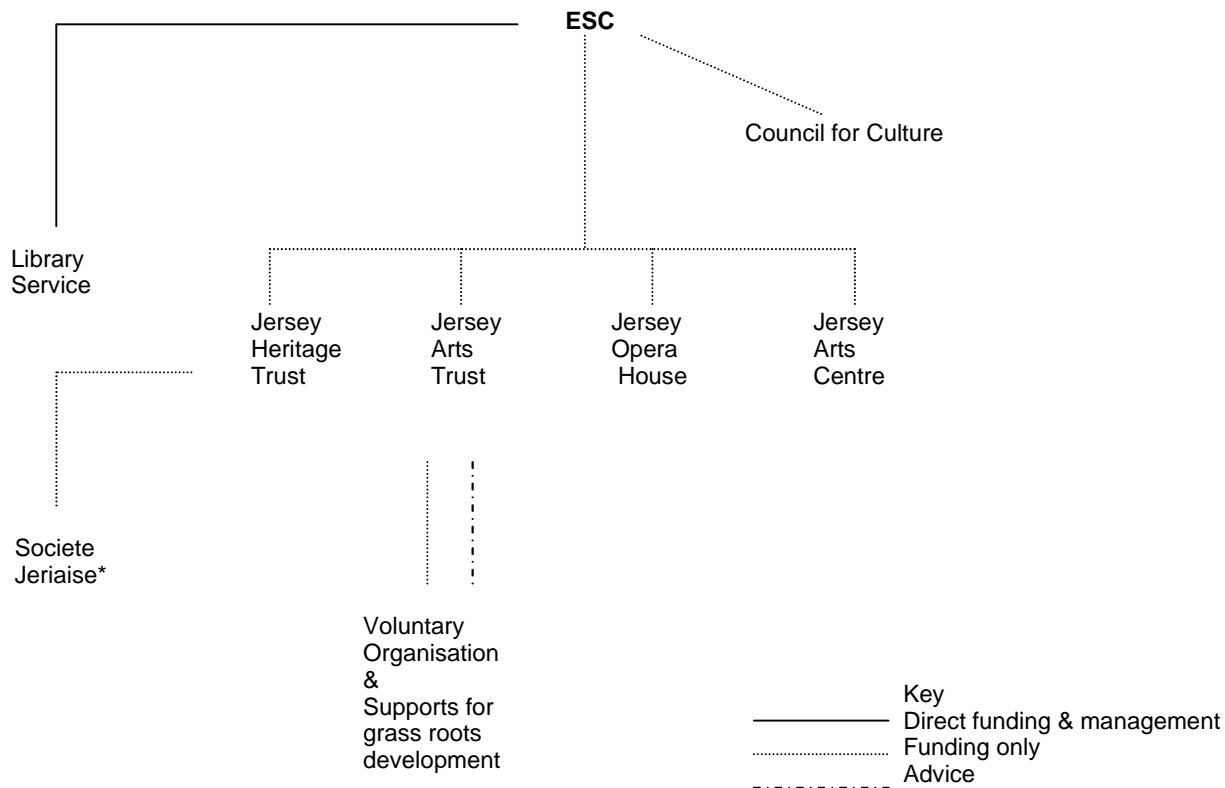 ESC
Council for Culture
Library
Service
Jersey
Heritage
Trust
Jersey
Arts
Trust
Jersey
Opera
House
Jersey
Arts
Centre
Societe
Jeriaise*
Voluntary
Organisation
&
Supports for
grass roots
development
Key
Direct funding & management
Funding only
Advice